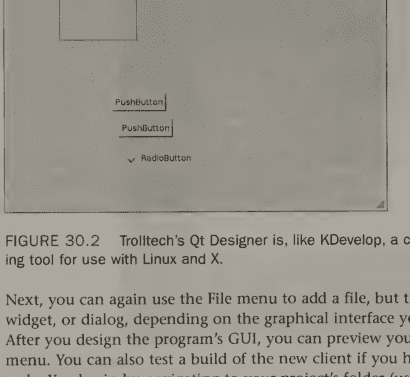 PushButton
PushButton
RadioButton
FIGURE 30.2 Trolltech's Qt Designer is, like KDevelop, a
ing tool for use with Linux and X.
Next, you can again use the File menu to add a file, but
widget, or dialog, depending on the graphical interface
After you design the program's GUI, you can preview you
menu. You can also test a build of the new client if you